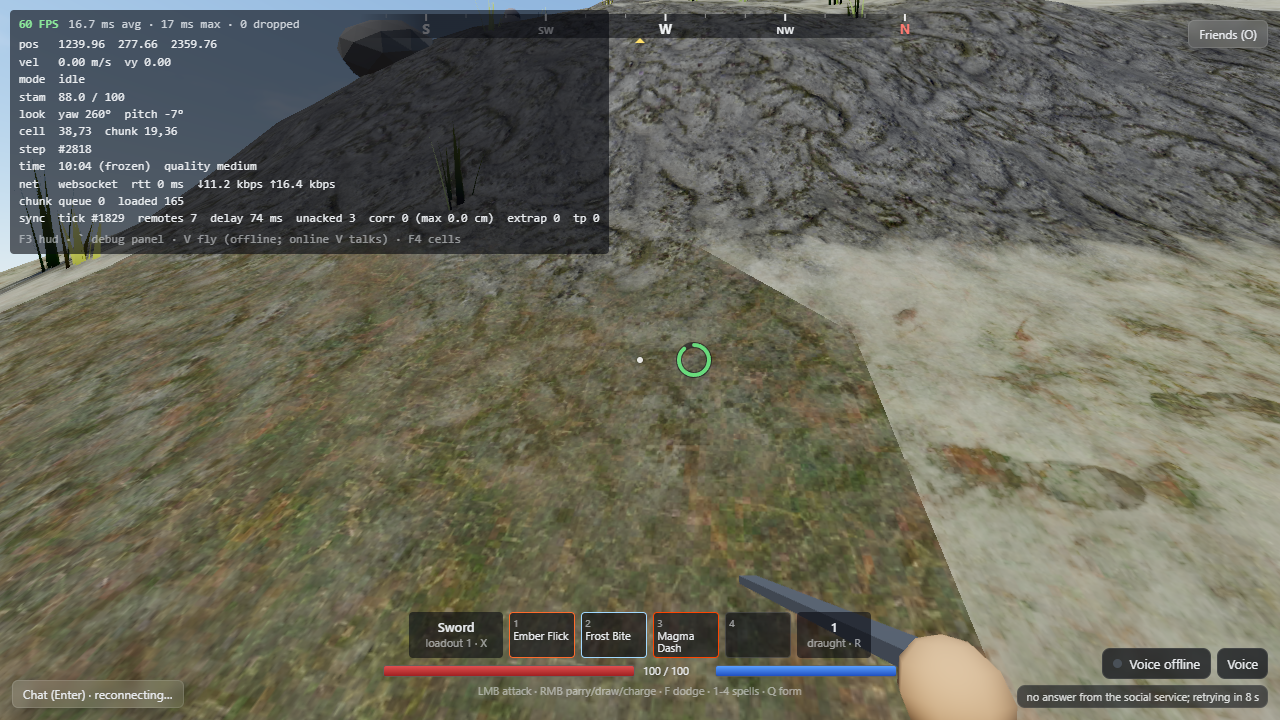 60 FPS 16.7 ms avg · 17 ms max · 0 dropped
pos 1239.96 277.66 2359.76
vel 0.00 m/s vy 0.00
mode idle
stam 88.0 / 100
look yaw 260° pitch -7°
cell 38,73 chunk 19,36
step #2818
time 10:04 (frozen) quality medium
net websocket rtt 0 ms ↓11.2 kbps ↑16.4 kbps
chunk queue 0 loaded 165
sync tick #1829 remotes 7 delay 74 ms unacked 3 corr 0 (max 0.0 cm) extrap 0 tp 0
F3 hud · ` debug panel · V fly (offline; online V talks) · F4 cells
S SW W NW N
Friends (O)
Sword
loadout 1 · X
1
Ember Flick
2
Frost Bite
3
Magma Dash
4
1
draught · R
100 / 100
LMB attack · RMB parry/draw/charge · F dodge · 1-4 spells · Q form
Chat (Enter) · reconnecting...
Voice offline
Voice
no answer from the social service; retrying in 8 s